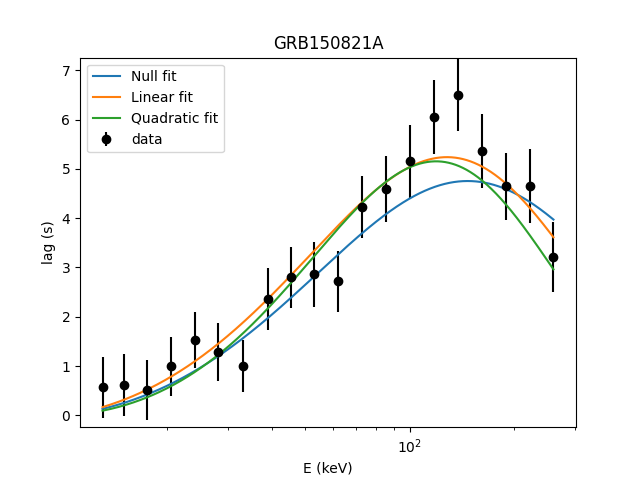 GRB150821A
Null fit
Linear fit
Quadratic fit
data
7
6
5
4
3
2
1
0
lag (s)
10²
E (keV)